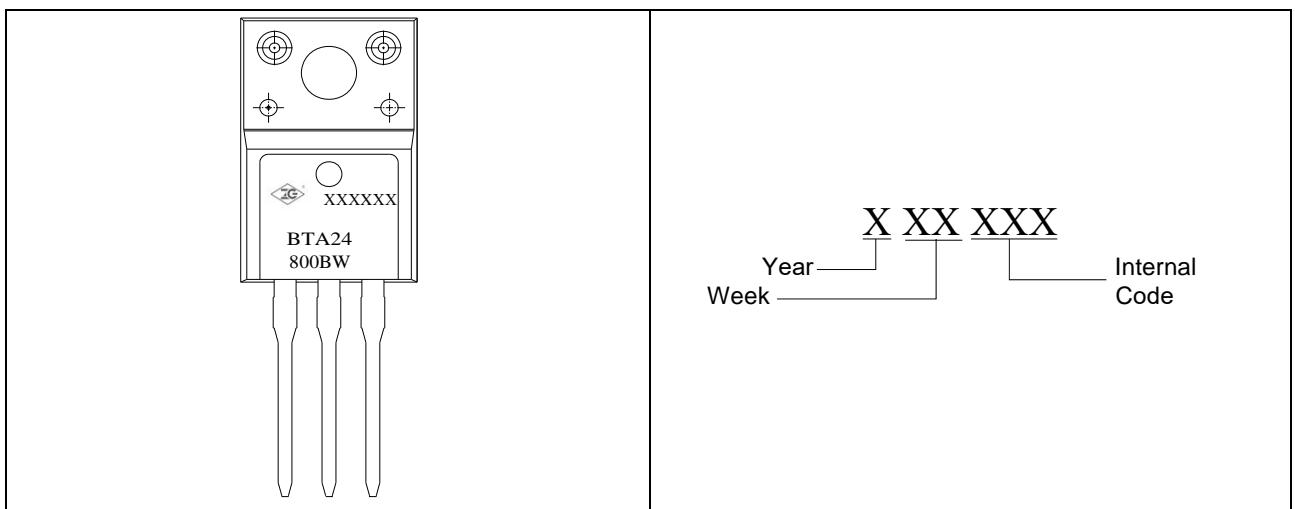 XXXXXX
BTA24
800BW
X XX XXX
Year
Week
Internal
Code